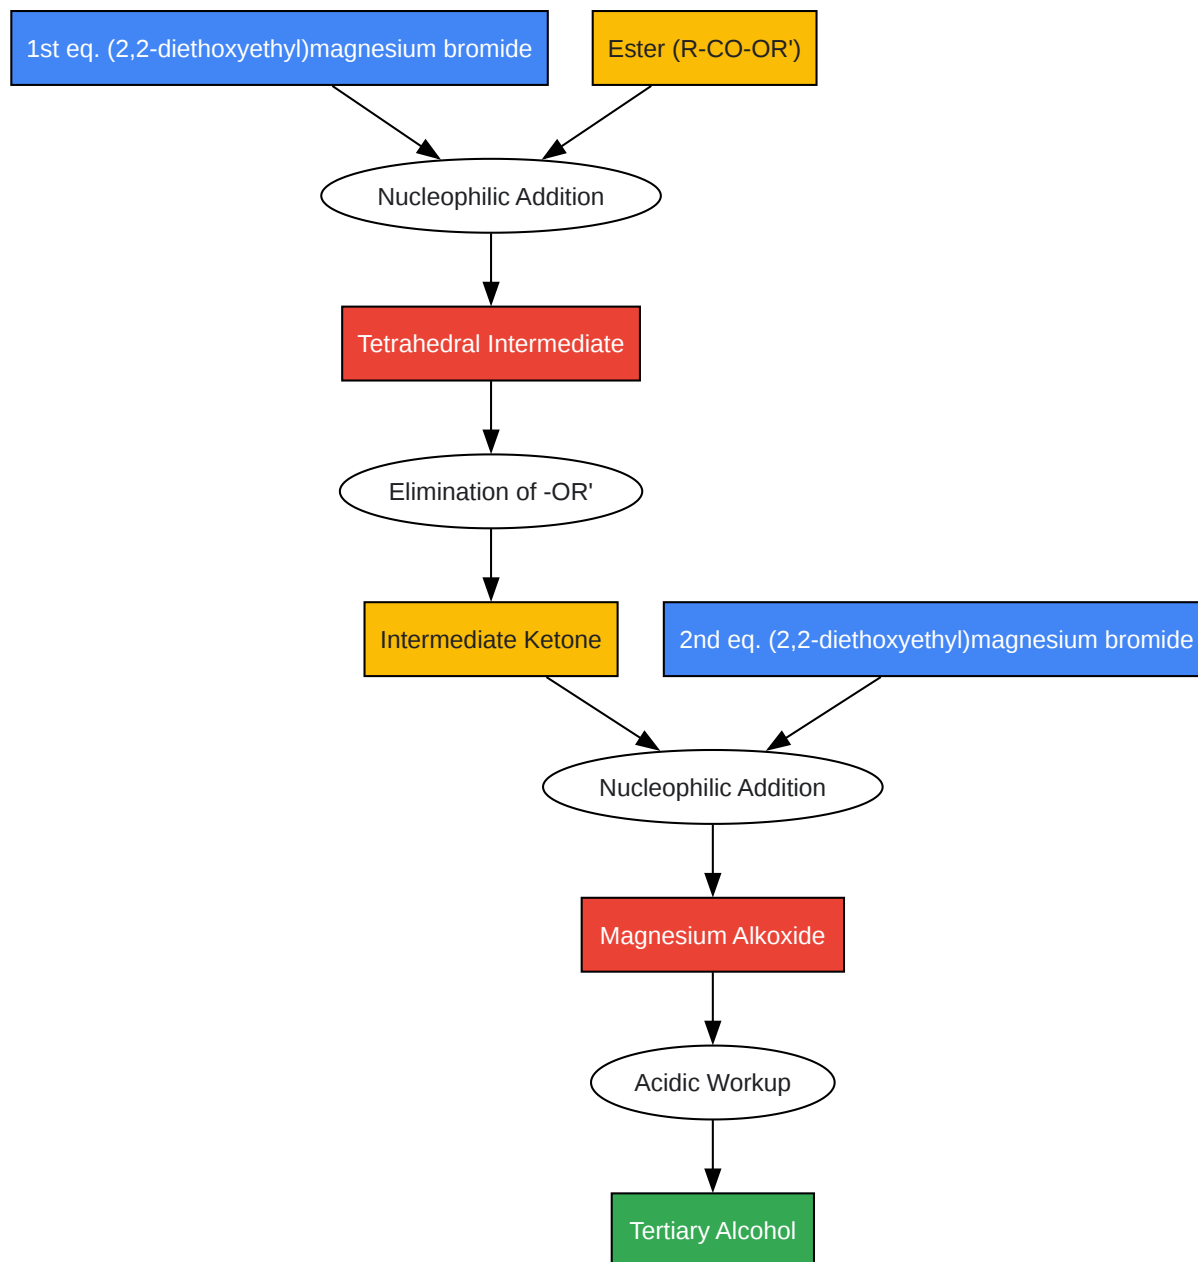 1st eq. (2,2-diethoxyethyl)magnesium bromide
Ester (R-CO-OR')
Nucleophilic Addition
Tetrahedral Intermediate
Elimination of -OR'
Intermediate Ketone
2nd eq. (2,2-diethoxyethyl)magnesium bromide
Nucleophilic Addition
Magnesium Alkoxide
Acidic Workup
Tertiary Alcohol